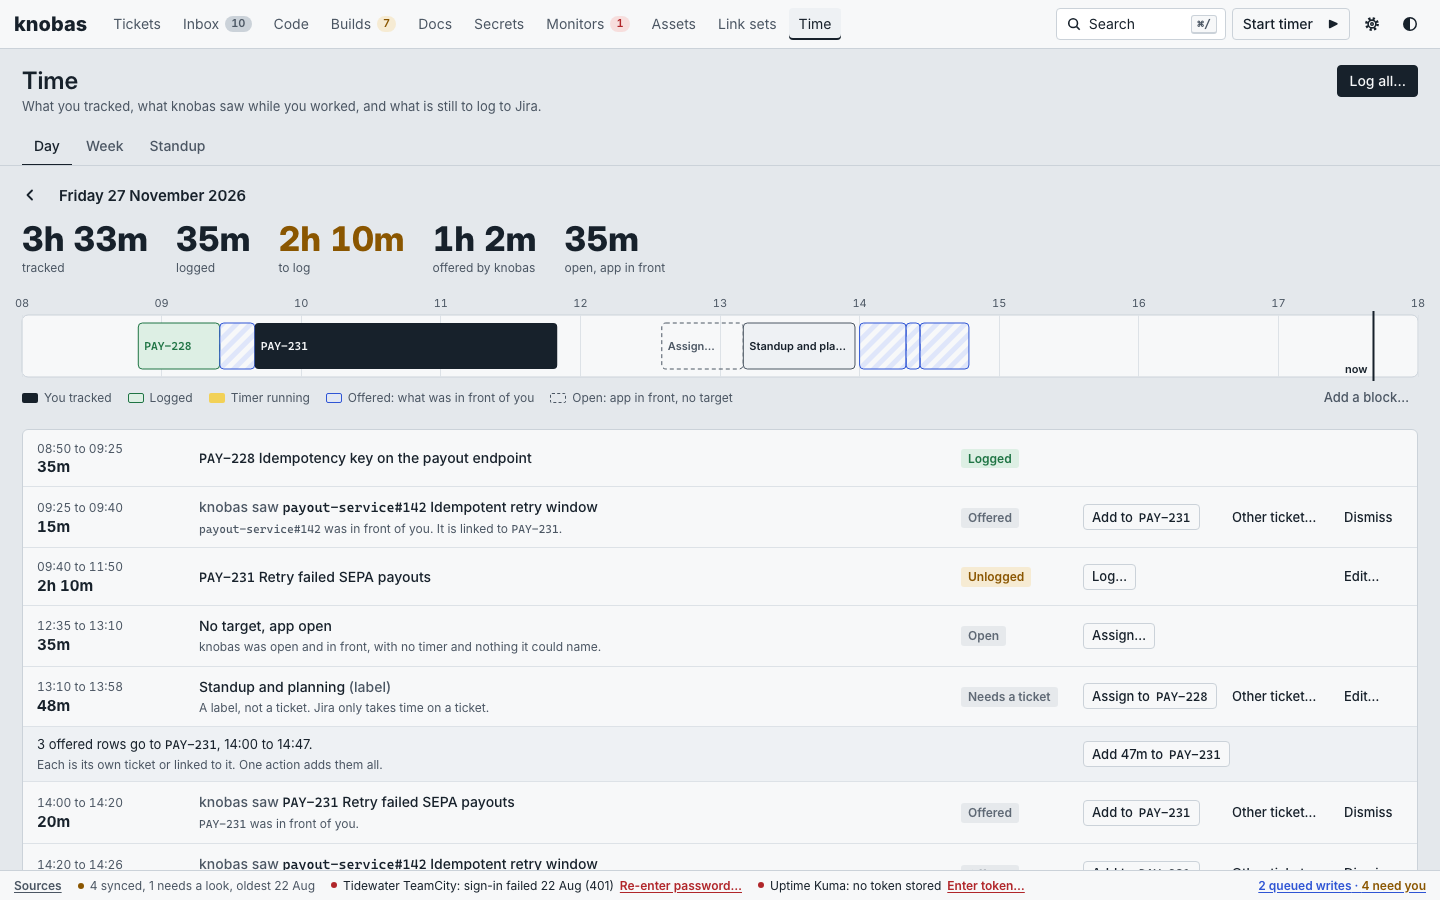 knobas Tickets Inbox 10 Code Builds 7 Docs Secrets Monitors 1 Assets Link sets Time Search ⌘/ Start timer
Time
Log all...
What you tracked, what knobas saw while you worked, and what is still to log to Jira.
Day Week Standup
Friday 27 November 2026
3h 33m 35m 2h 10m 1h 2m 35m
tracked logged to log offered by knobas open, app in front
08 09 10 11 12 13 14 15 16 17 18
PAY-228 PAY-231 Assign... Standup and pla...
now
You tracked Logged Timer running Offered: what was in front of you Open: app in front, no target Add a block...
08:50 to 09:25
35m
PAY-228 Idempotency key on the payout endpoint
Logged
09:25 to 09:40
15m
knobas saw payout-service#142 Idempotent retry window
payout-service#142 was in front of you. It is linked to PAY-231.
Offered Add to PAY-231 Other ticket... Dismiss
09:40 to 11:50
2h 10m
PAY-231 Retry failed SEPA payouts
Unlogged Log... Edit...
12:35 to 13:10
35m
No target, app open
knobas was open and in front, with no timer and nothing it could name.
Open Assign...
13:10 to 13:58
48m
Standup and planning (label)
A label, not a ticket. Jira only takes time on a ticket.
Needs a ticket Assign to PAY-228 Other ticket... Edit...
3 offered rows go to PAY-231, 14:00 to 14:47.
Each is its own ticket or linked to it. One action adds them all.
Add 47m to PAY-231
14:00 to 14:20
20m
knobas saw PAY-231 Retry failed SEPA payouts
PAY-231 was in front of you.
Offered Add to PAY-231 Other ticket... Dismiss
14:20 to 14:26
knobas saw payout-service#142 Idempotent retry window
Sources 4 synced, 1 needs a look, oldest 22 Aug Tidewater TeamCity: sign-in failed 22 Aug (401) Re-enter password... Uptime Kuma: no token stored Enter token... 2 queued writes · 4 need you